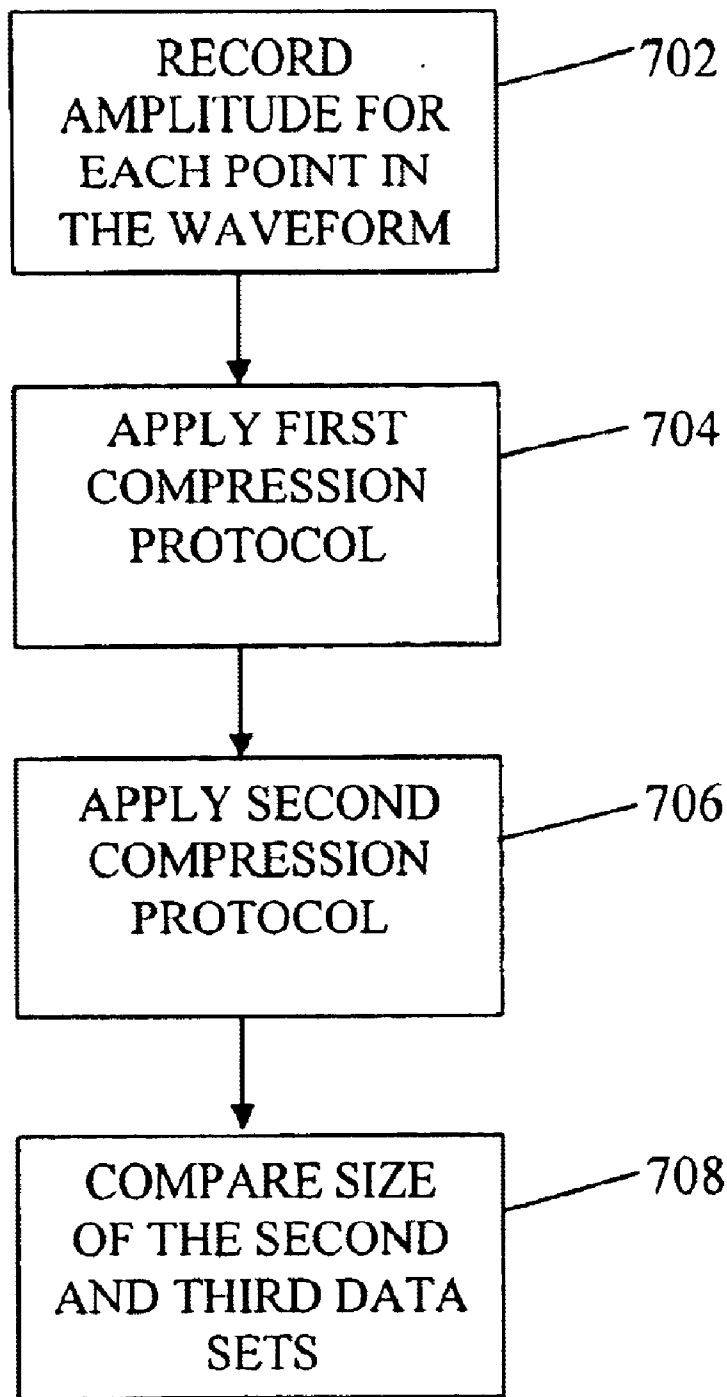 RECORD
AMPLITUDE FOR
EACH POINT IN
THE WAVEFORM
702
APPLY FIRST
COMPRESSION
PROTOCOL
704
APPLY SECOND
COMPRESSION
PROTOCOL
706
COMPARE SIZE
OF THE SECOND
AND THIRD DATA
SETS
708